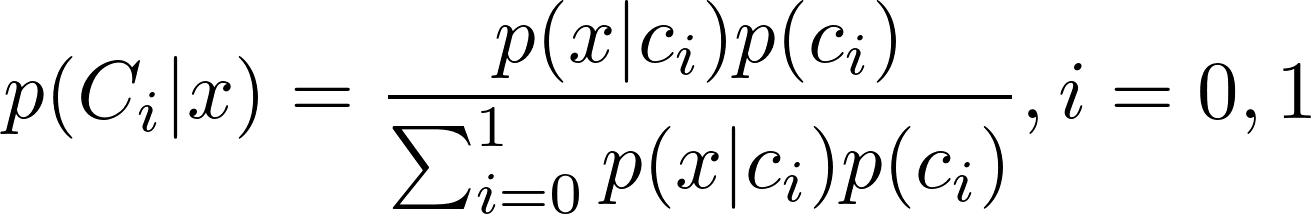 p(C_i|x) = \frac{p(x|c_i)p(c_i)}{\sum_{i=0}^{1} p(x|c_i)p(c_i)}, i = 0, 1